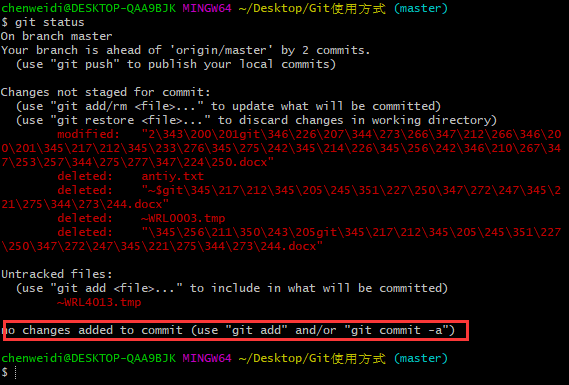 chenweidi@DESKTOP-QAA9BJK MINGW64 ~/Desktop/Git使用方式 (master)
$ git status
On branch master
Your branch is ahead of 'origin/master' by 2 commits.
  (use "git push" to publish your local commits)

Changes not staged for commit:
  (use "git add/rm <file>..." to update what will be committed)
  (use "git restore <file>..." to discard changes in working directory)
        modified:   "2\343\200\201git\346\226\207\344\273\266\347\212\266\346\200\201\345\217\212\345\233\276\345\275\242\345\214\226\345\256\242\346\210\267\347\253\257\344\275\277\347\224\250.docx"
        deleted:    antiy.txt
        deleted:    "~$git\345\217\212\345\205\245\351\227\250\347\272\247\345\221\275\344\273\244.docx"
        deleted:    ~WRL0003.tmp
        deleted:    "\345\256\211\350\243\205git\345\217\212\345\205\245\351\227\250\347\272\247\345\221\275\344\273\244.docx"

Untracked files:
  (use "git add <file>..." to include in what will be committed)
        ~WRL4013.tmp

no changes added to commit (use "git add" and/or "git commit -a")

chenweidi@DESKTOP-QAA9BJK MINGW64 ~/Desktop/Git使用方式 (master)
$